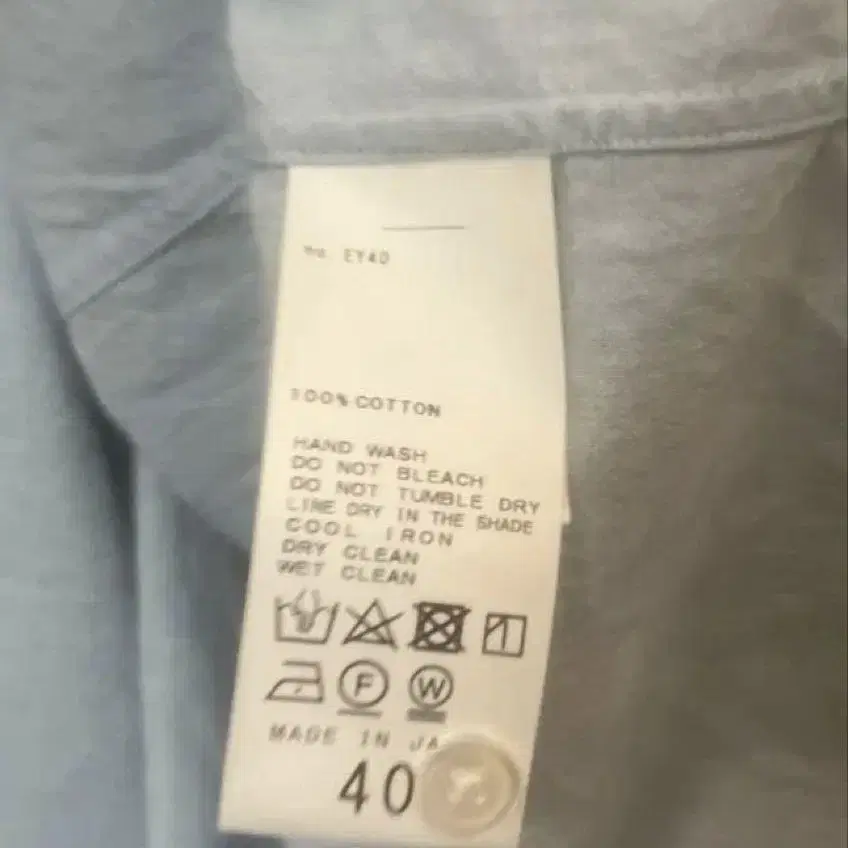 No. EY40
100% COTTON
HAND WASH
DO NOT BLEACH
DO NOT TUMBLE DRY
LINE DRY IN THE SHADE
COOL IRON
DRY CLEAN
WET CLEAN
F W
MADE IN JA
40